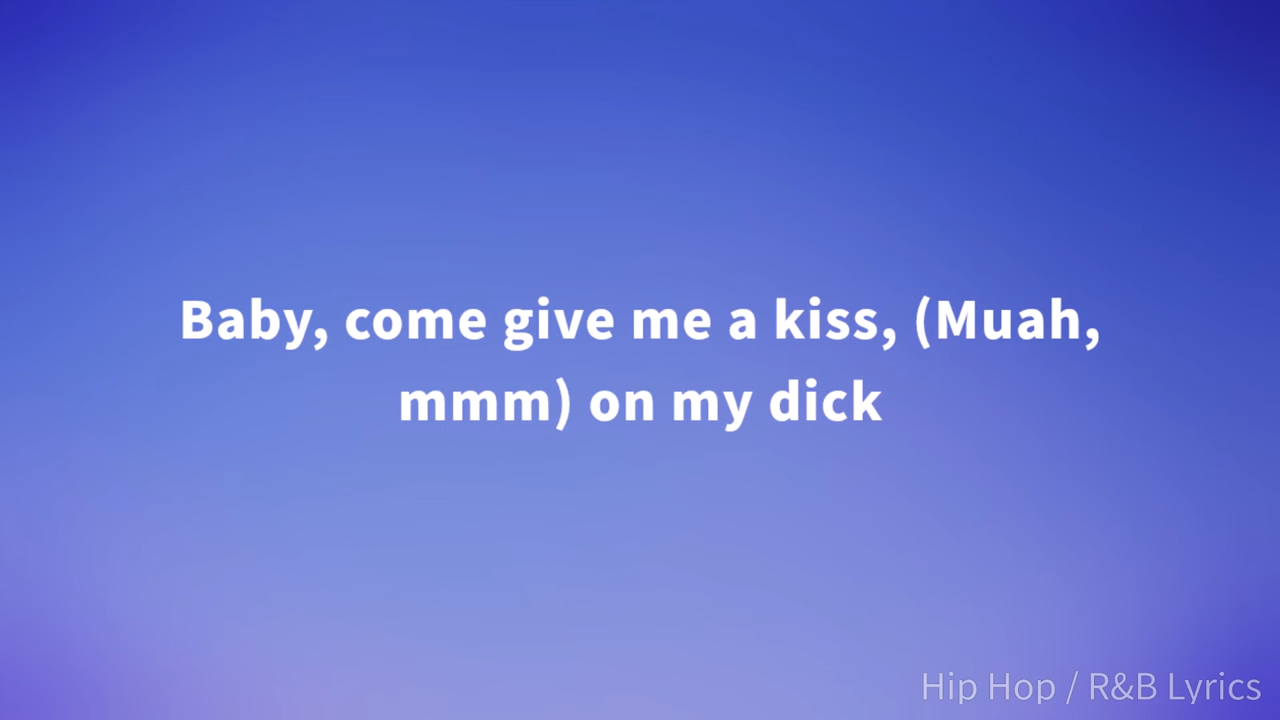 Baby, come give me a kiss, (Muah,
mmm) on my dick
Hip Hop / R&B Lyrics